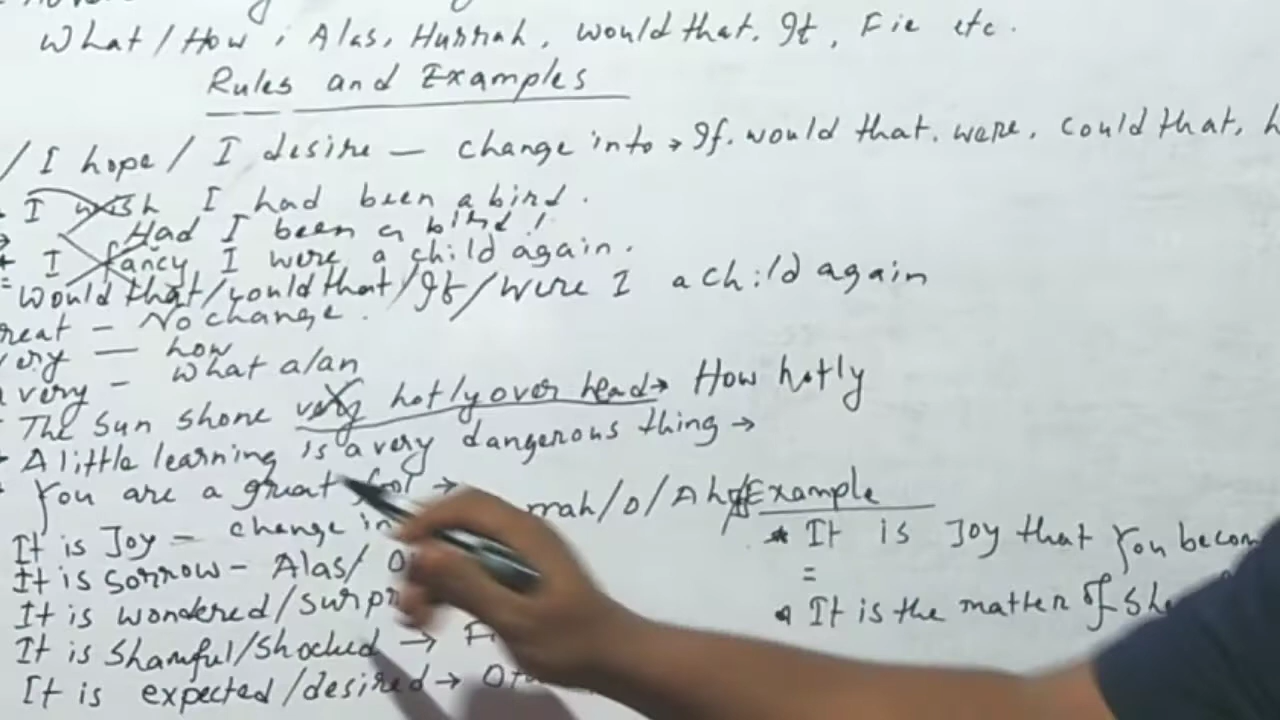 What/How, Alas, Hurrah, would that, If, Fie etc.
Rules and Examples
/I hope/I desire — change into → If, would that, were, could that,
I wish I had been a bird.
Had I been a bird!
I fancy I were a child again.
Would that/could that/If/Were I a child again
reat — No change.
ery — how
a very — What a/an
The Sun shone very hotly over head → How hotly
A little learning is a very dangerous thing →
You are a great fool →
It is Joy — change in rrah/O/Ah Example
It is sorrow — Alas/ O
It is wondered/Surpr
It is Shamful/Shocked → F
It is expected/desired → O
* It is Joy that you becom
=
It is the matter of Sh